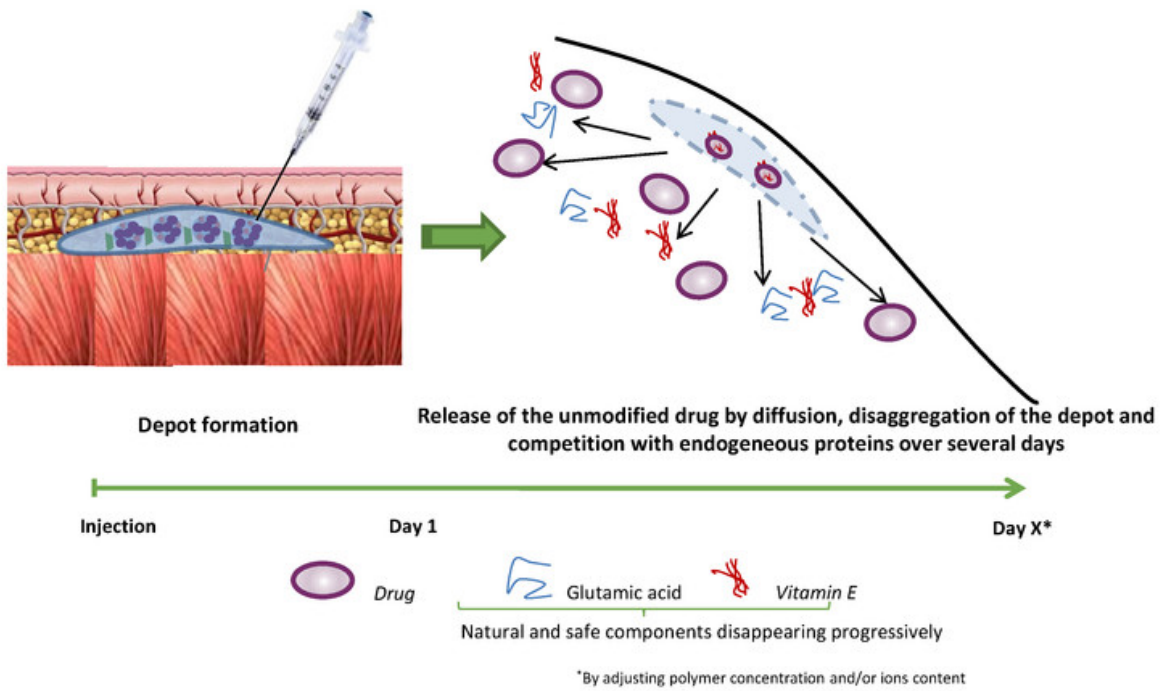 Depot formation
Release of the unmodified drug by diffusion, disaggregation of the depot and
competition with endogeneous proteins over several days
Injection
Day 1
Day X*
Drug
Glutamic acid
Vitamin E
Natural and safe components disappearing progressively
*By adjusting polymer concentration and/or ions content